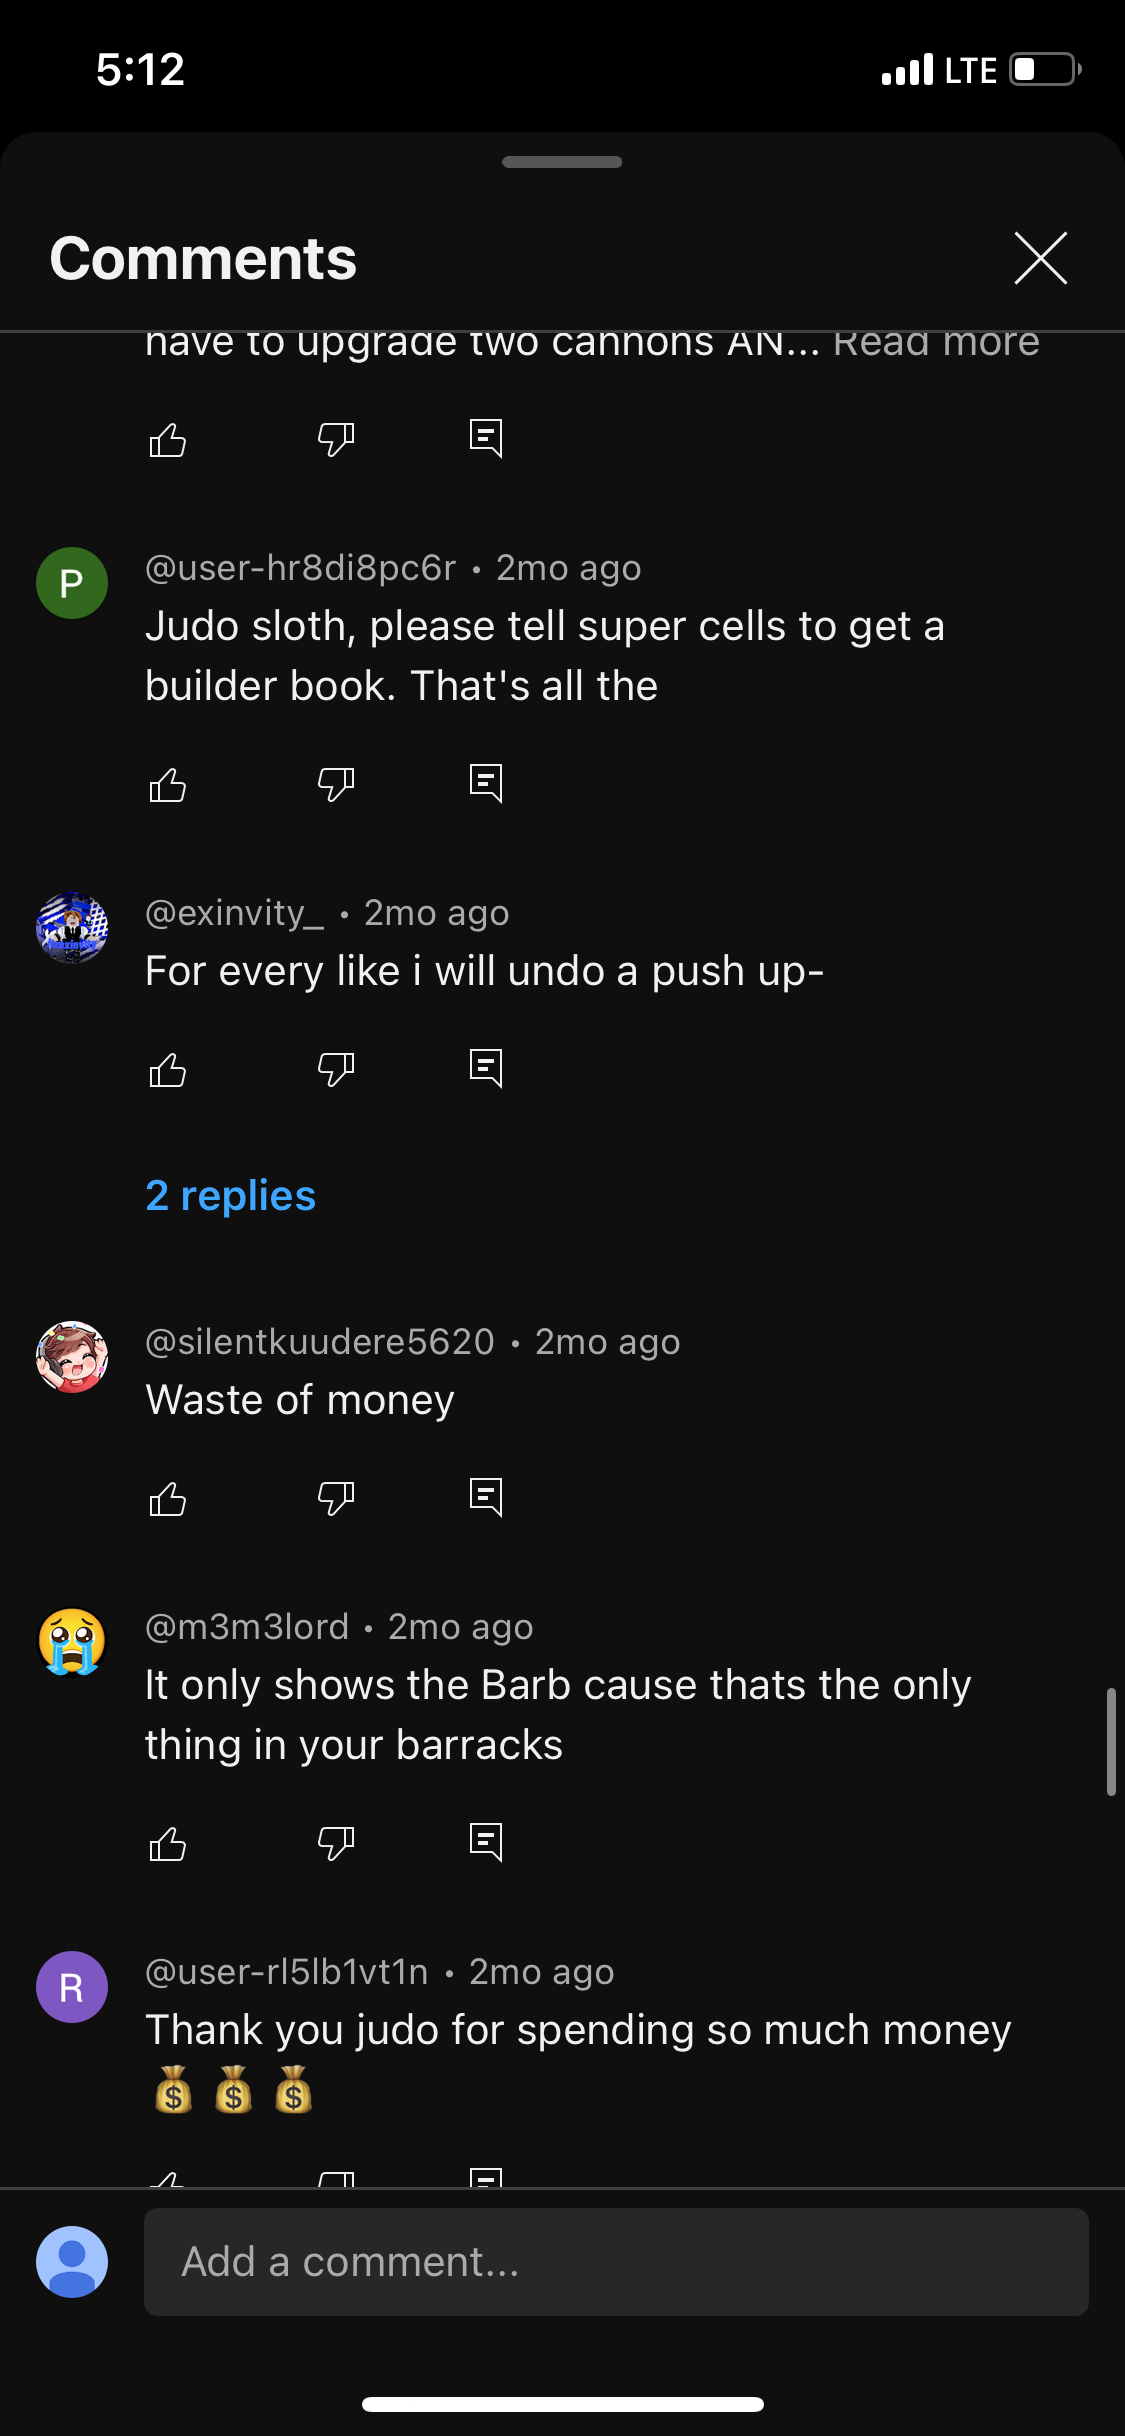 5:12
LTE
Comments
have to upgrade two cannons AN... Read more
P
@user-hr8di8pc6r • 2mo ago
Judo sloth, please tell super cells to get a
builder book. That's all the
@exinvity_ • 2mo ago
For every like i will undo a push up-
2 replies
@silentkuudere5620 • 2mo ago
Waste of money
@m3m3lord • 2mo ago
It only shows the Barb cause thats the only
thing in your barracks
R
@user-rl5lb1vt1n • 2mo ago
Thank you judo for spending so much money
💰 💰 💰
Add a comment...